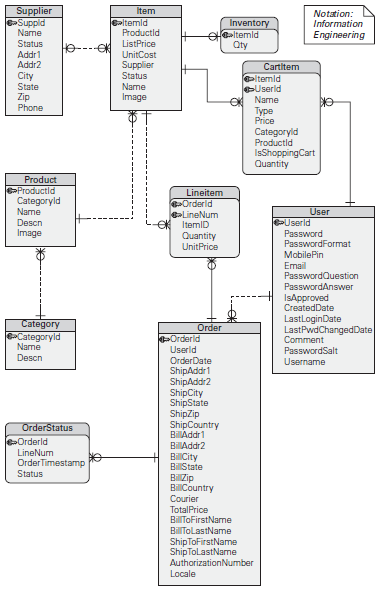 Supplier
SuppId
Name
Status
Addr1
Addr2
City
State
Zip
Phone
Item
ItemId
ProductId
ListPrice
UnitCost
Supplier
Status
Name
Image
Inventory
ItemId
Qty
Notation:
Information
Engineering
CartItem
ItemId
UserId
Name
Type
Price
CategoryId
ProductId
IsShoppingCart
Quantity
Product
ProductId
CategoryId
Name
Descn
Image
Lineitem
OrderId
LineNum
ItemID
Quantity
UnitPrice
User
UserId
Password
PasswordFormat
MobilePin
Email
PasswordQuestion
PasswordAnswer
IsApproved
CreatedDate
LastLoginDate
LastPwdChangedDate
Comment
PasswordSalt
Username
Category
CategoryId
Name
Descn
Order
OrderId
UserId
OrderDate
ShipAddr1
ShipAddr2
ShipCity
ShipState
ShipZip
ShipCountry
BillAddr1
BillAddr2
BillCity
BillState
BillZip
BillCountry
Courier
TotalPrice
BillToFirstName
BillToLastName
ShipToFirstName
ShipToLastName
AuthorizationNumber
Locale
OrderStatus
OrderId
LineNum
OrderTimestamp
Status